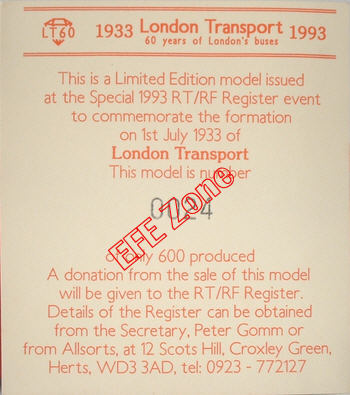 LT60
1933 London Transport 1993
60 years of London's buses
This is a Limited Edition model issued
at the Special 1993 RT/RF Register event
to commemorate the formation
on 1st July 1933 of
London Transport
This model is number
0024
EFE Zone
of only 600 produced
A donation from the sale of this model
will be given to the RT/RF Register.
Details of the Register can be obtained
from the Secretary, Peter Gomm or
from Allsorts, at 12 Scots Hill, Croxley Green,
Herts, WD3 3AD, tel: 0923 - 772127